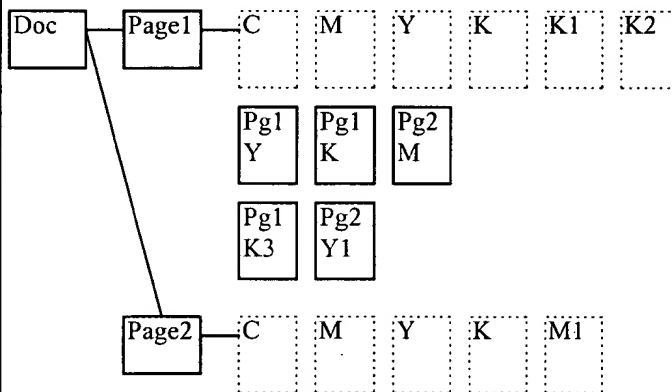 Doc Page1 C M Y K K1 K2
Pg1 Pg1 Pg2
Y K M
Pg1 Pg2
K3 Y1
Page2 C M Y K M1